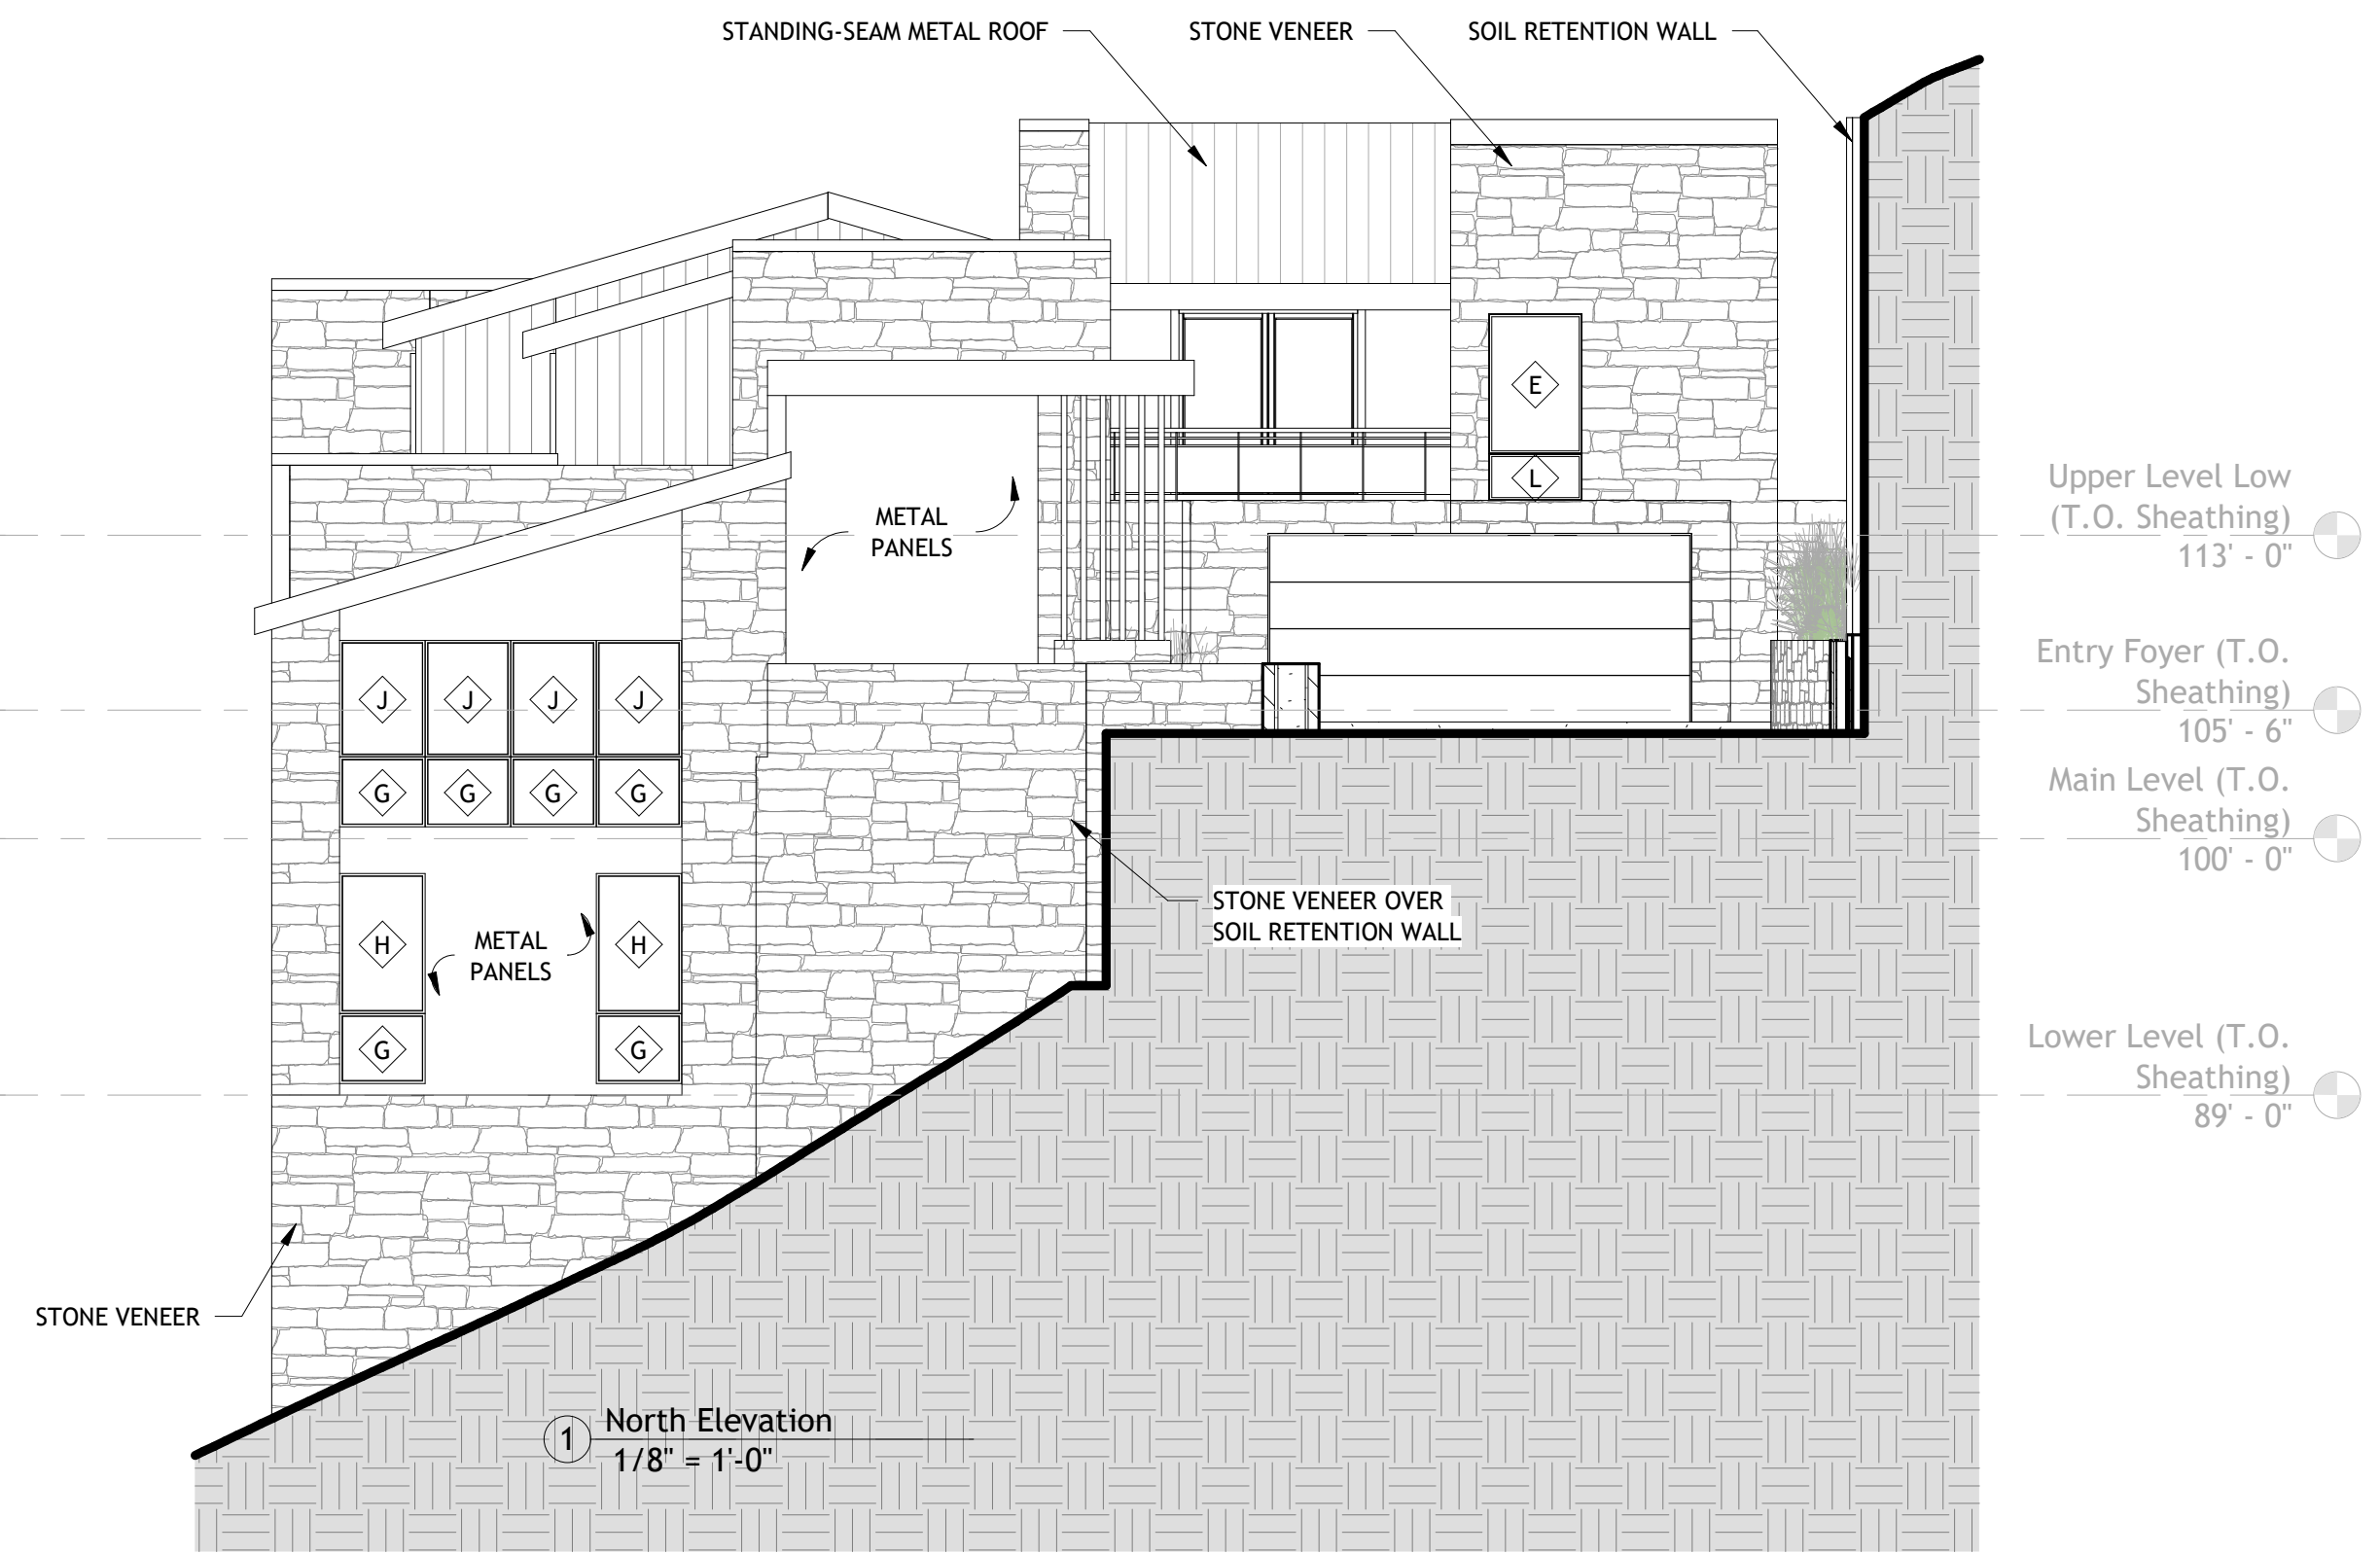 STANDING-SEAM METAL ROOF
STONE VENEER
SOIL RETENTION WALL
E
L
Upper Level Low
(T.O. Sheathing)
113' - 0"
METAL
PANELS
Entry Foyer (T.O.
Sheathing)
105' - 6"
J
J
J
J
G
G
G
G
Main Level (T.O.
Sheathing)
100' - 0"
STONE VENEER OVER
SOIL RETENTION WALL
H
METAL
PANELS
H
G
G
Lower Level (T.O.
Sheathing)
89' - 0"
STONE VENEER
1
North Elevation
1/8" = 1'-0"